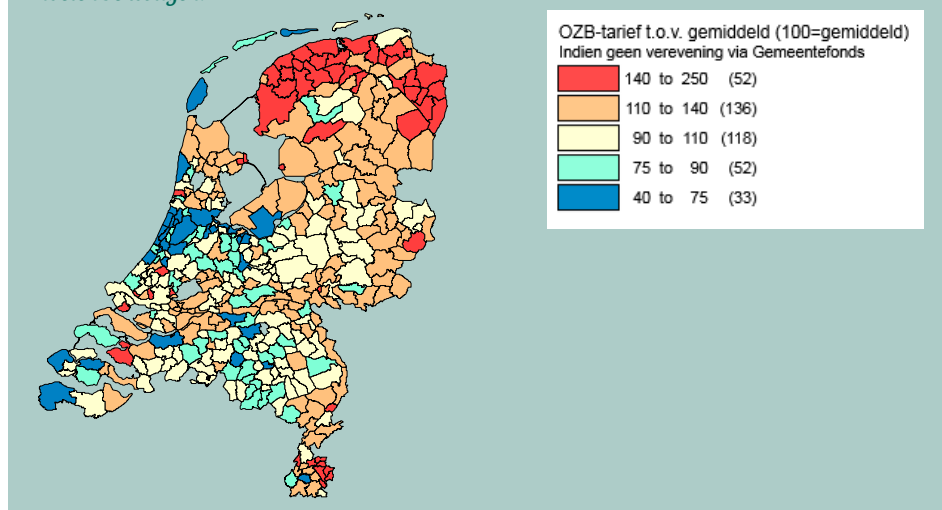 OZB-tarief t.o.v. gemiddeld (100=gemiddeld)
Indien geen verevening via Gemeentefonds
140 to 250 (52)
110 to 140 (136)
90 to 110 (118)
75 to 90 (52)
40 to 75 (33)